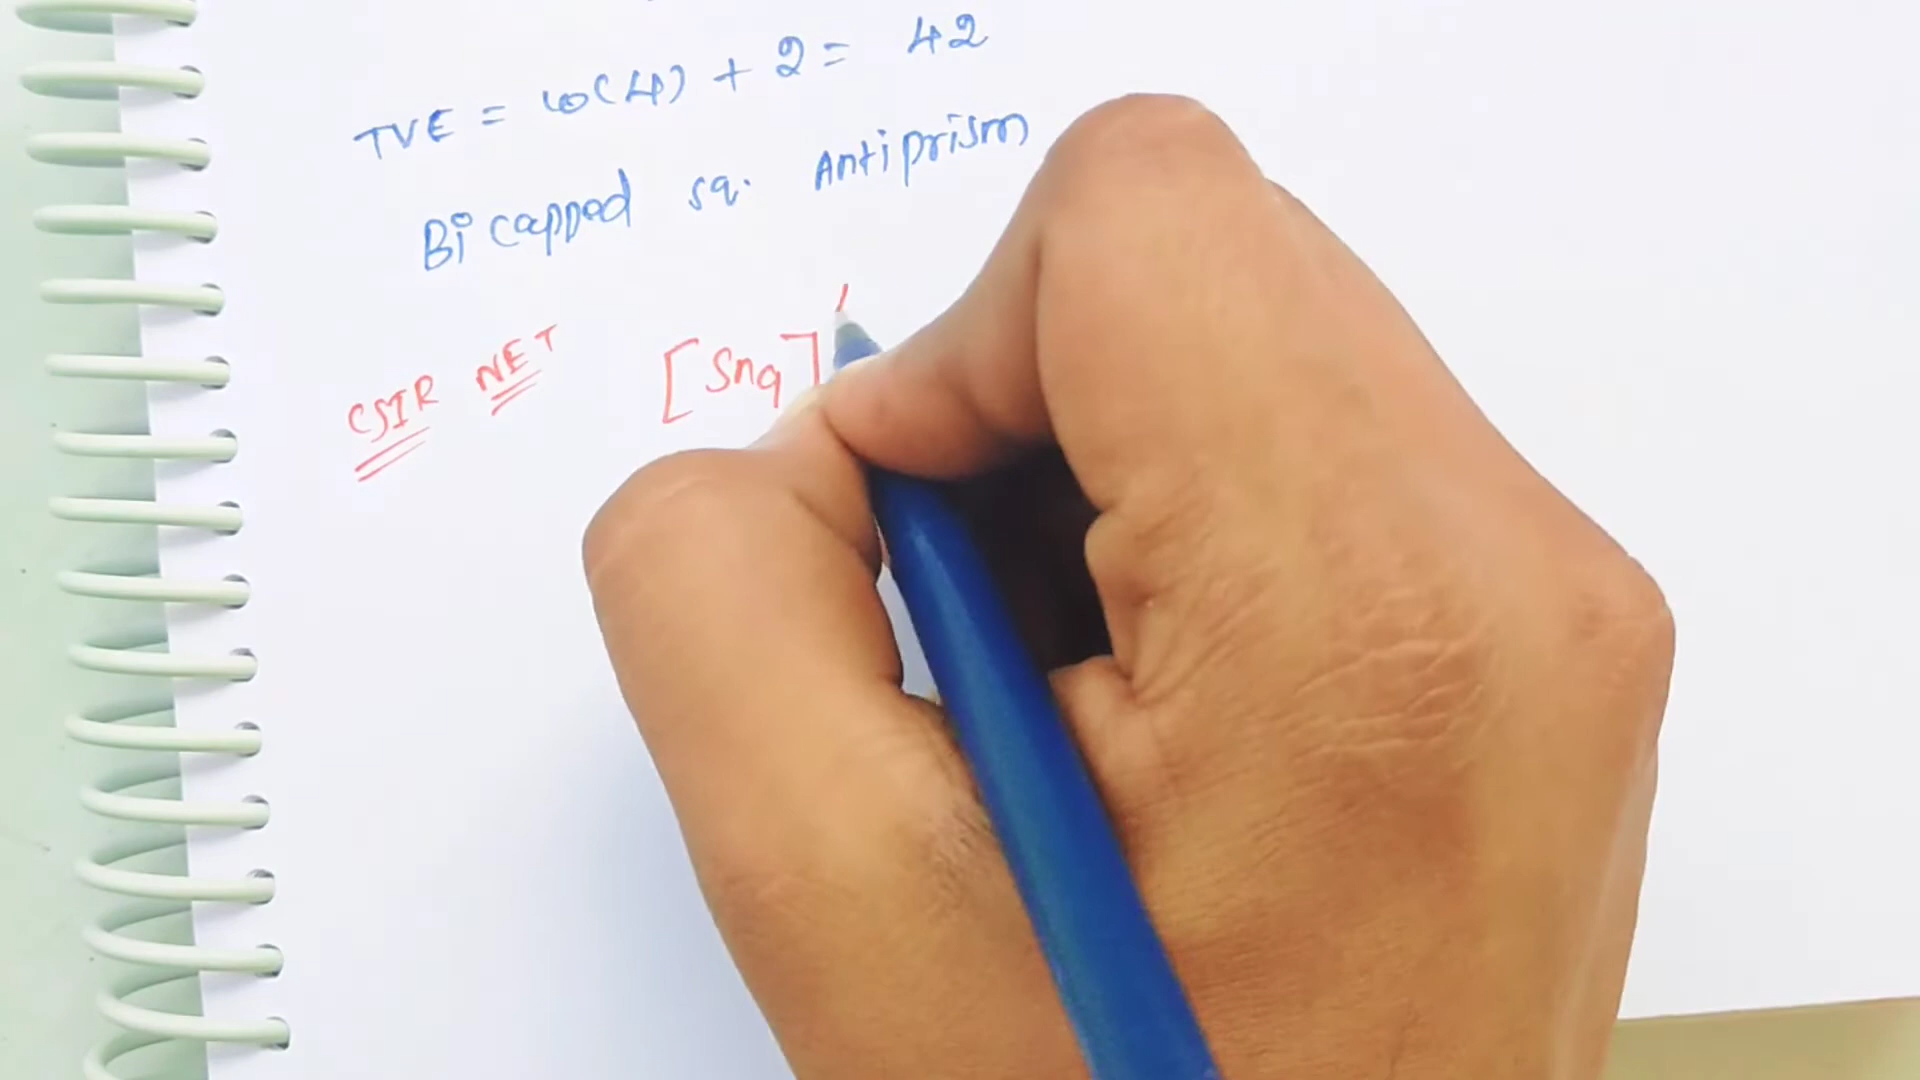 TVE = 10(4) + 2 = 42
Bi capped sq. Antiprism
CSIR NET [Sn9]